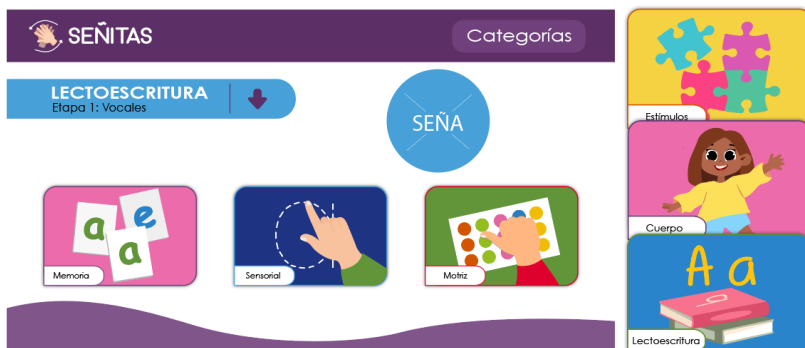 SEÑITAS
Categorías
LECTOESCRITURA
Etapa 1: Vocales
SEÑA
a
e
a
Memoria
Sensorial
Motriz
Estímulos
Cuerpo
A a
a
Lectoescritura